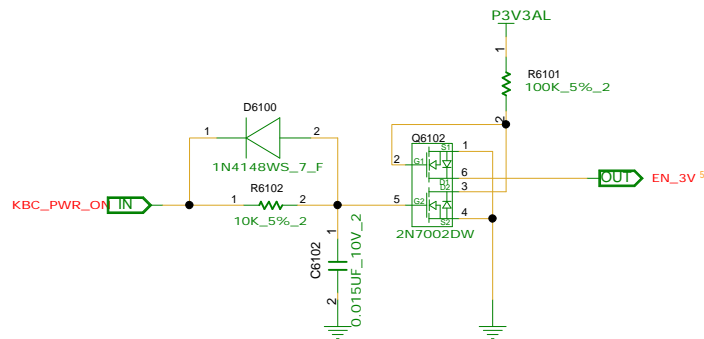 P3V3AL
1
R6101
100K_5%_2
2
D6100
1
2
1N4148WS_7_F
Q6102
S1
1
2
G1
D1
6
D2
3
OUT
EN_3V
5
KBC_PWR_ON
IN
1
R6102
2
10K_5%_2
5
G2
4
S2
2N7002DW
1
C6102
2
0.015UF_10V_2